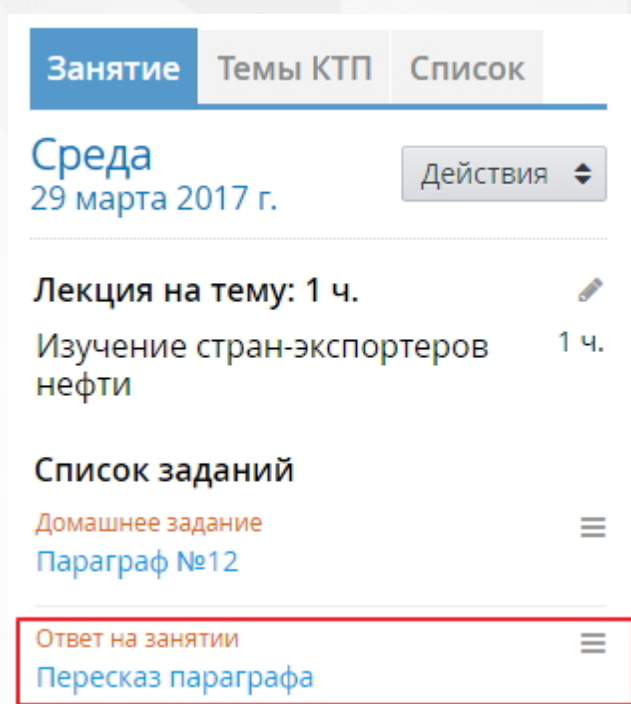 Занятие Темы КТП Список
Среда
Действия
29 марта 2017 г.
Лекция на тему: 1 ч.
Изучение стран-экспортеров 1 ч.
нефти
Список заданий
Домашнее задание
Параграф №12
Ответ на занятии
Пересказ параграфа